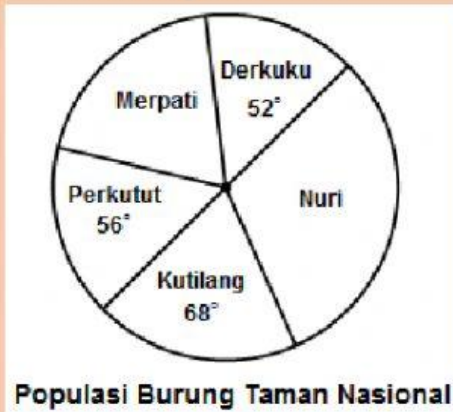 Derkuku
52°
Merpati
Nuri
Perkutut
56°
Kutilang
68°
Populasi Burung Taman Nasional